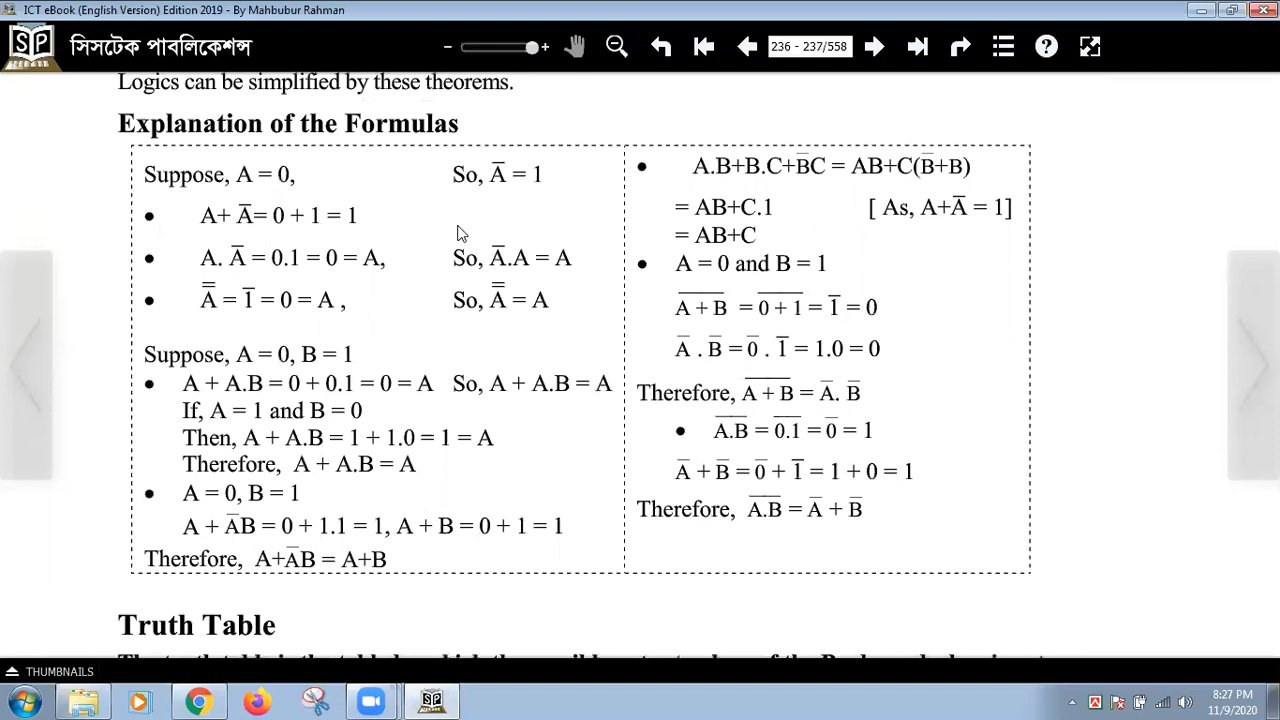 ICT eBook (English Version) Edition 2019 - By Mahbubur Rahman
সিসটেক পাবলিকেশন্স
236 - 237/558
Logics can be simplified by these theorems.
Explanation of the Formulas
Suppose, A = 0, So, A̅ = 1
• A+ A̅= 0 + 1 = 1
• A. A̅ = 0.1 = 0 = A, So, A̅.A = A
• A̿ = 1̅ = 0 = A , So, A̿ = A
Suppose, A = 0, B = 1
• A + A.B = 0 + 0.1 = 0 = A So, A + A.B = A
If, A = 1 and B = 0
Then, A + A.B = 1 + 1.0 = 1 = A
Therefore, A + A.B = A
• A = 0, B = 1
A + A̅B = 0 + 1.1 = 1, A + B = 0 + 1 = 1
Therefore, A+A̅B = A+B
• A.B+B.C+B̅C = AB+C(B̅+B)
= AB+C.1 [ As, A+A̅ = 1]
= AB+C
• A = 0 and B = 1
A̅ ̅+̅ ̅B̅ = 0̅ ̅+̅ ̅1̅ = 1̅ = 0
A̅ . B̅ = 0̅ . 1̅ = 1.0 = 0
Therefore, A̅ ̅+̅ ̅B̅ = A̅. B̅
• A̅.̅B̅ = 0̅.̅1̅ = 0̅ = 1
A̅ + B̅ = 0̅ + 1̅ = 1 + 0 = 1
Therefore, A̅.̅B̅ = A̅ + B̅
Truth Table
THUMBNAILS
8:27 PM
11/9/2020